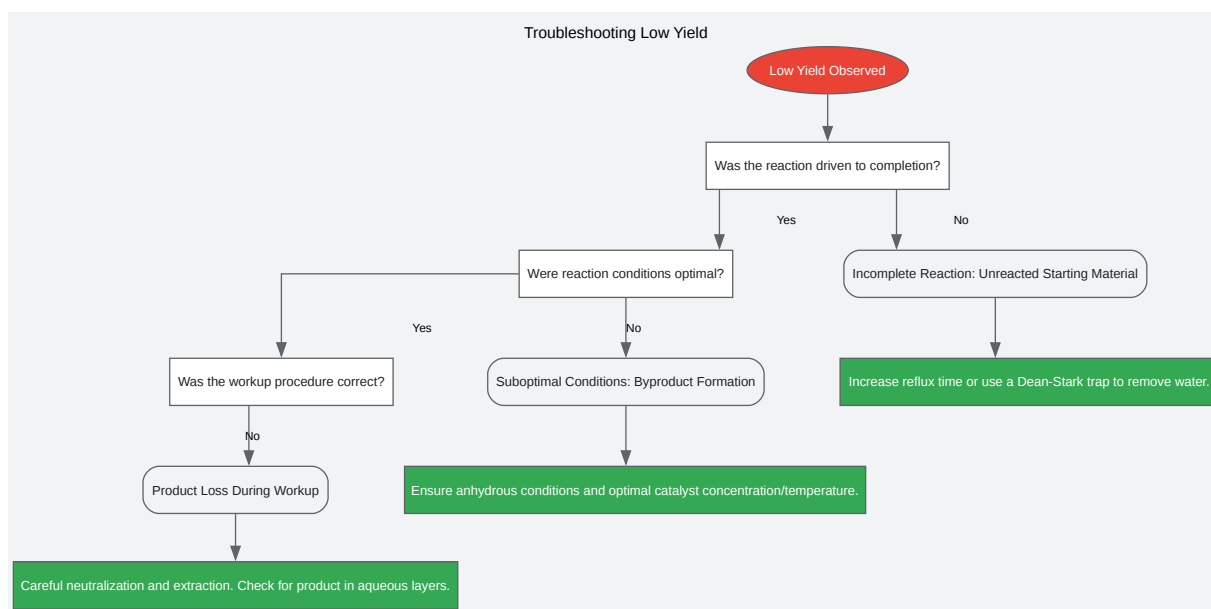 Troubleshooting Low Yield
Low Yield Observed
Was the reaction driven to completion?
Yes
No
Were reaction conditions optimal?
Incomplete Reaction: Unreacted Starting Material
Yes
No
Was the workup procedure correct?
Suboptimal Conditions: Byproduct Formation
Increase reflux time or use a Dean-Stark trap to remove water.
No
Product Loss During Workup
Ensure anhydrous conditions and optimal catalyst concentration/temperature.
Careful neutralization and extraction. Check for product in aqueous layers.